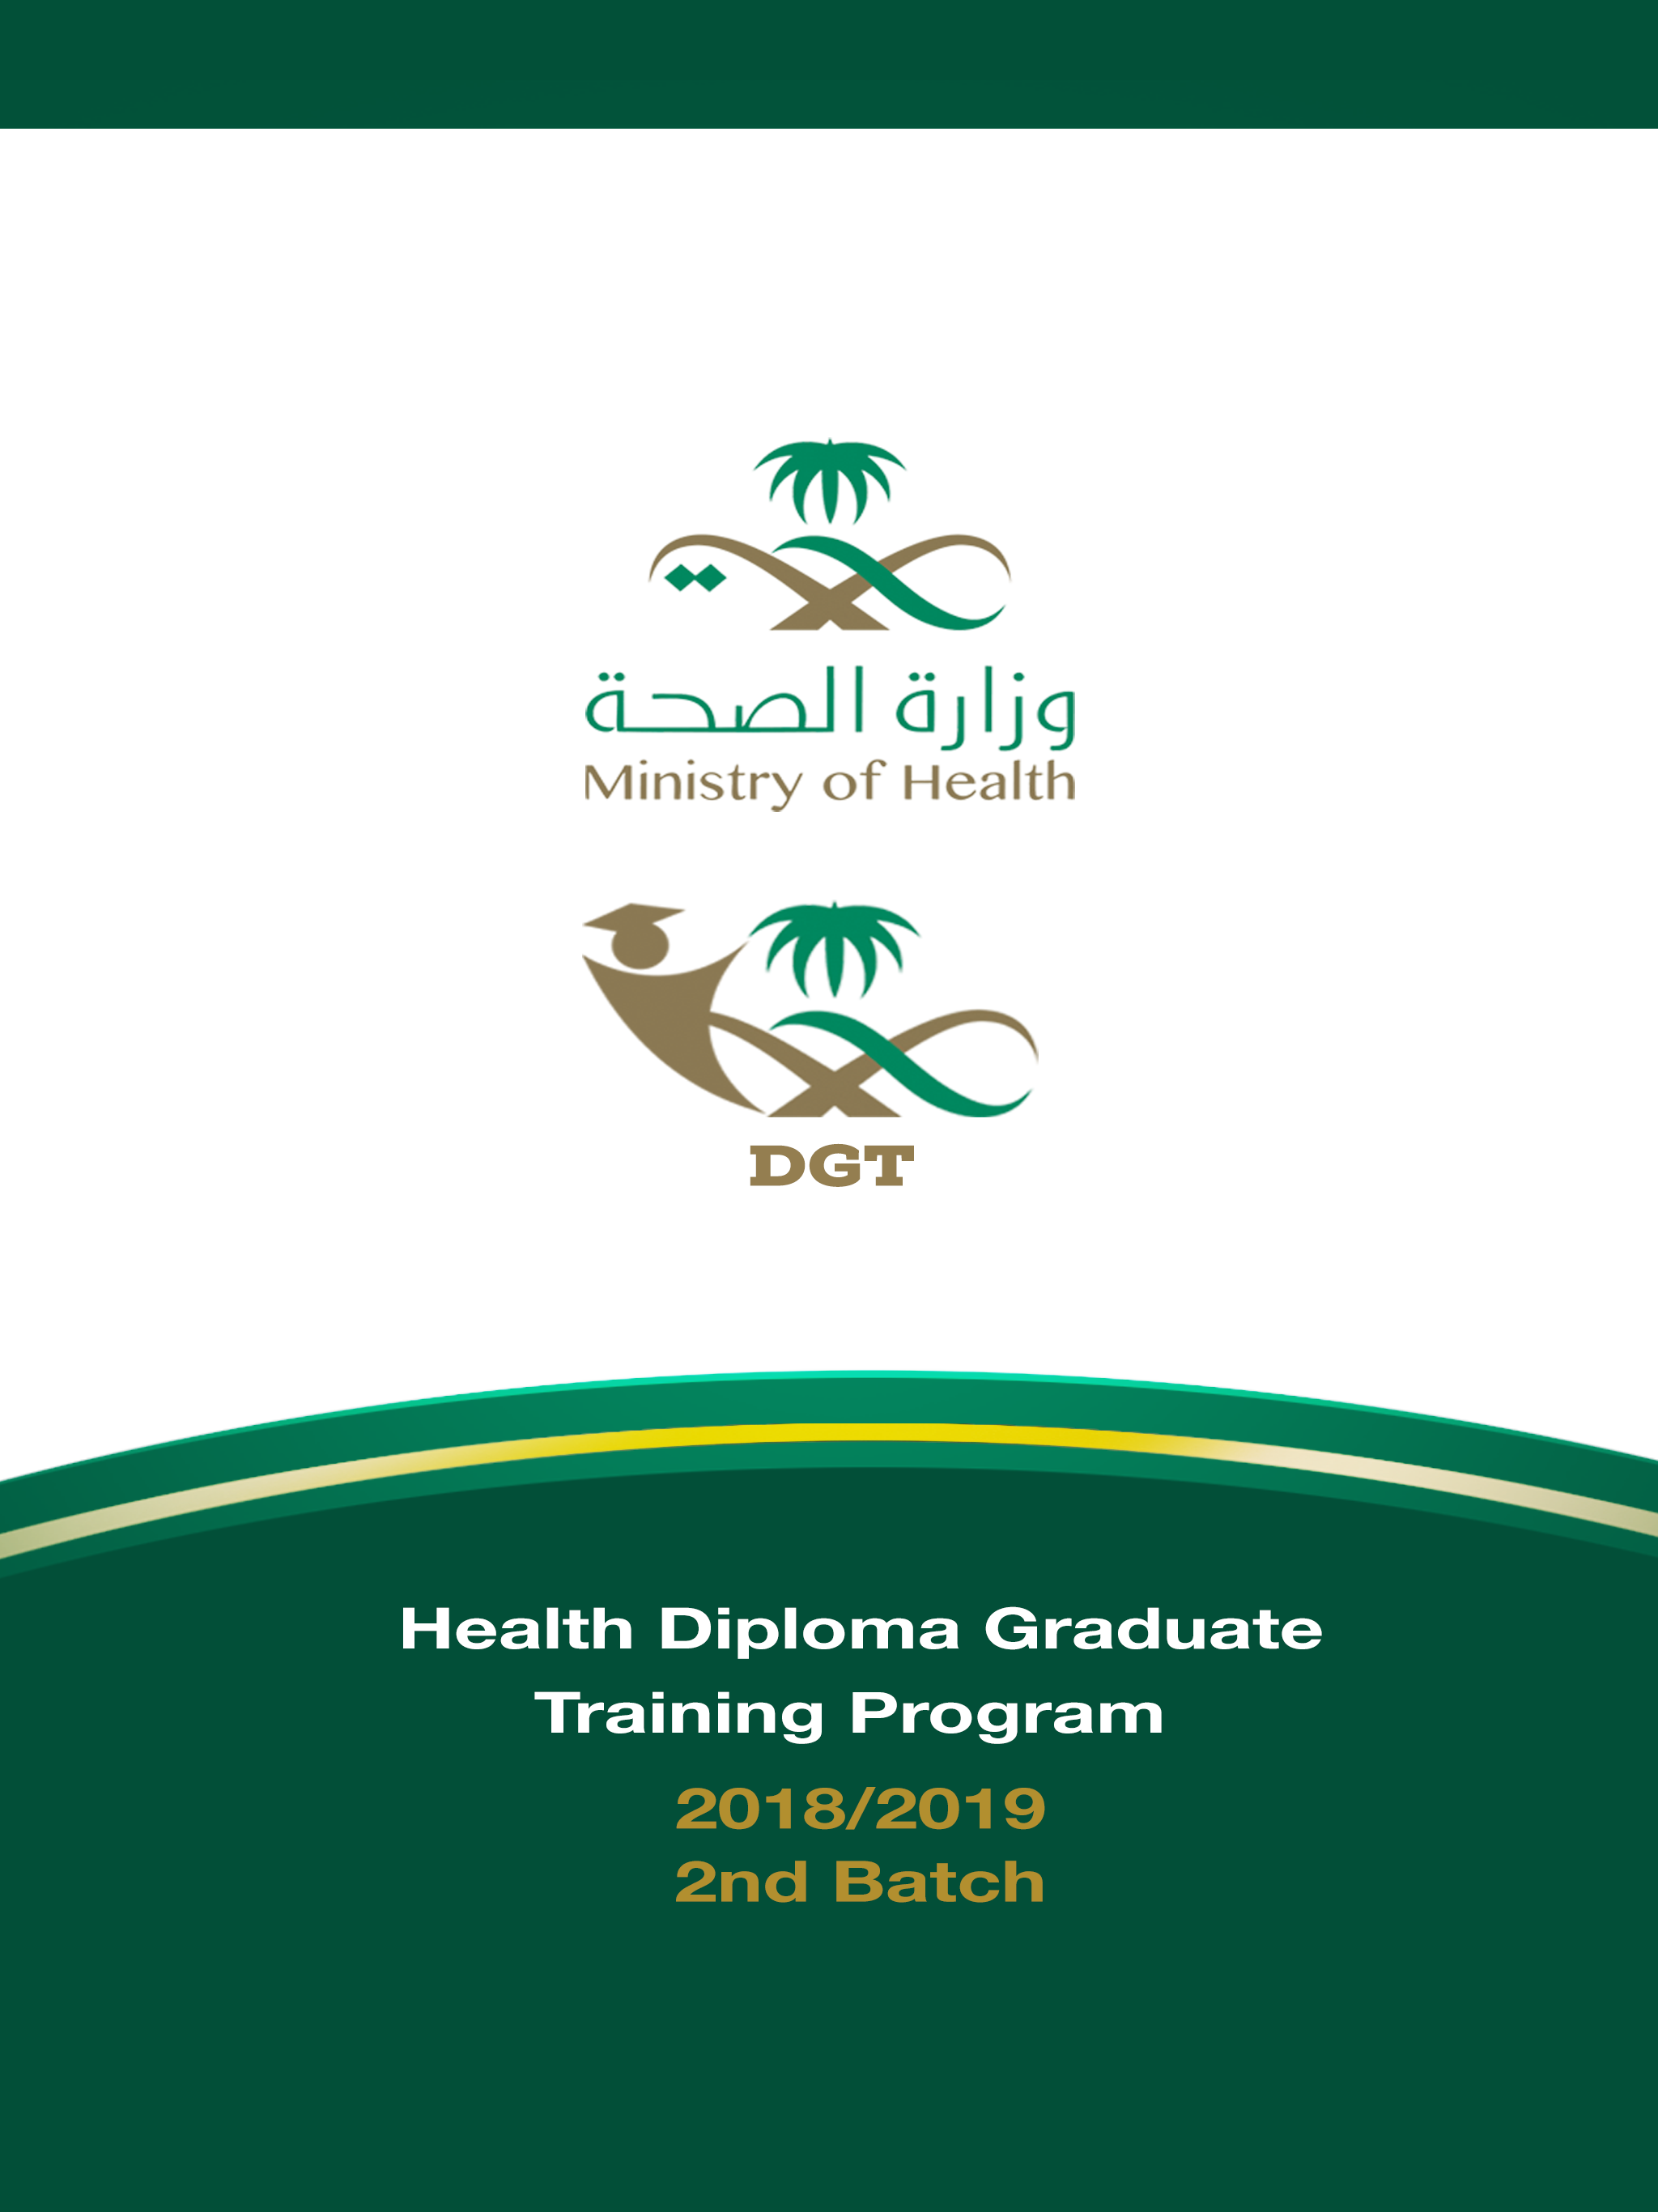 وزارة الصحة
Ministry of Health
DGT
Health Diploma Graduate
Training Program
2018/2019
2nd Batch